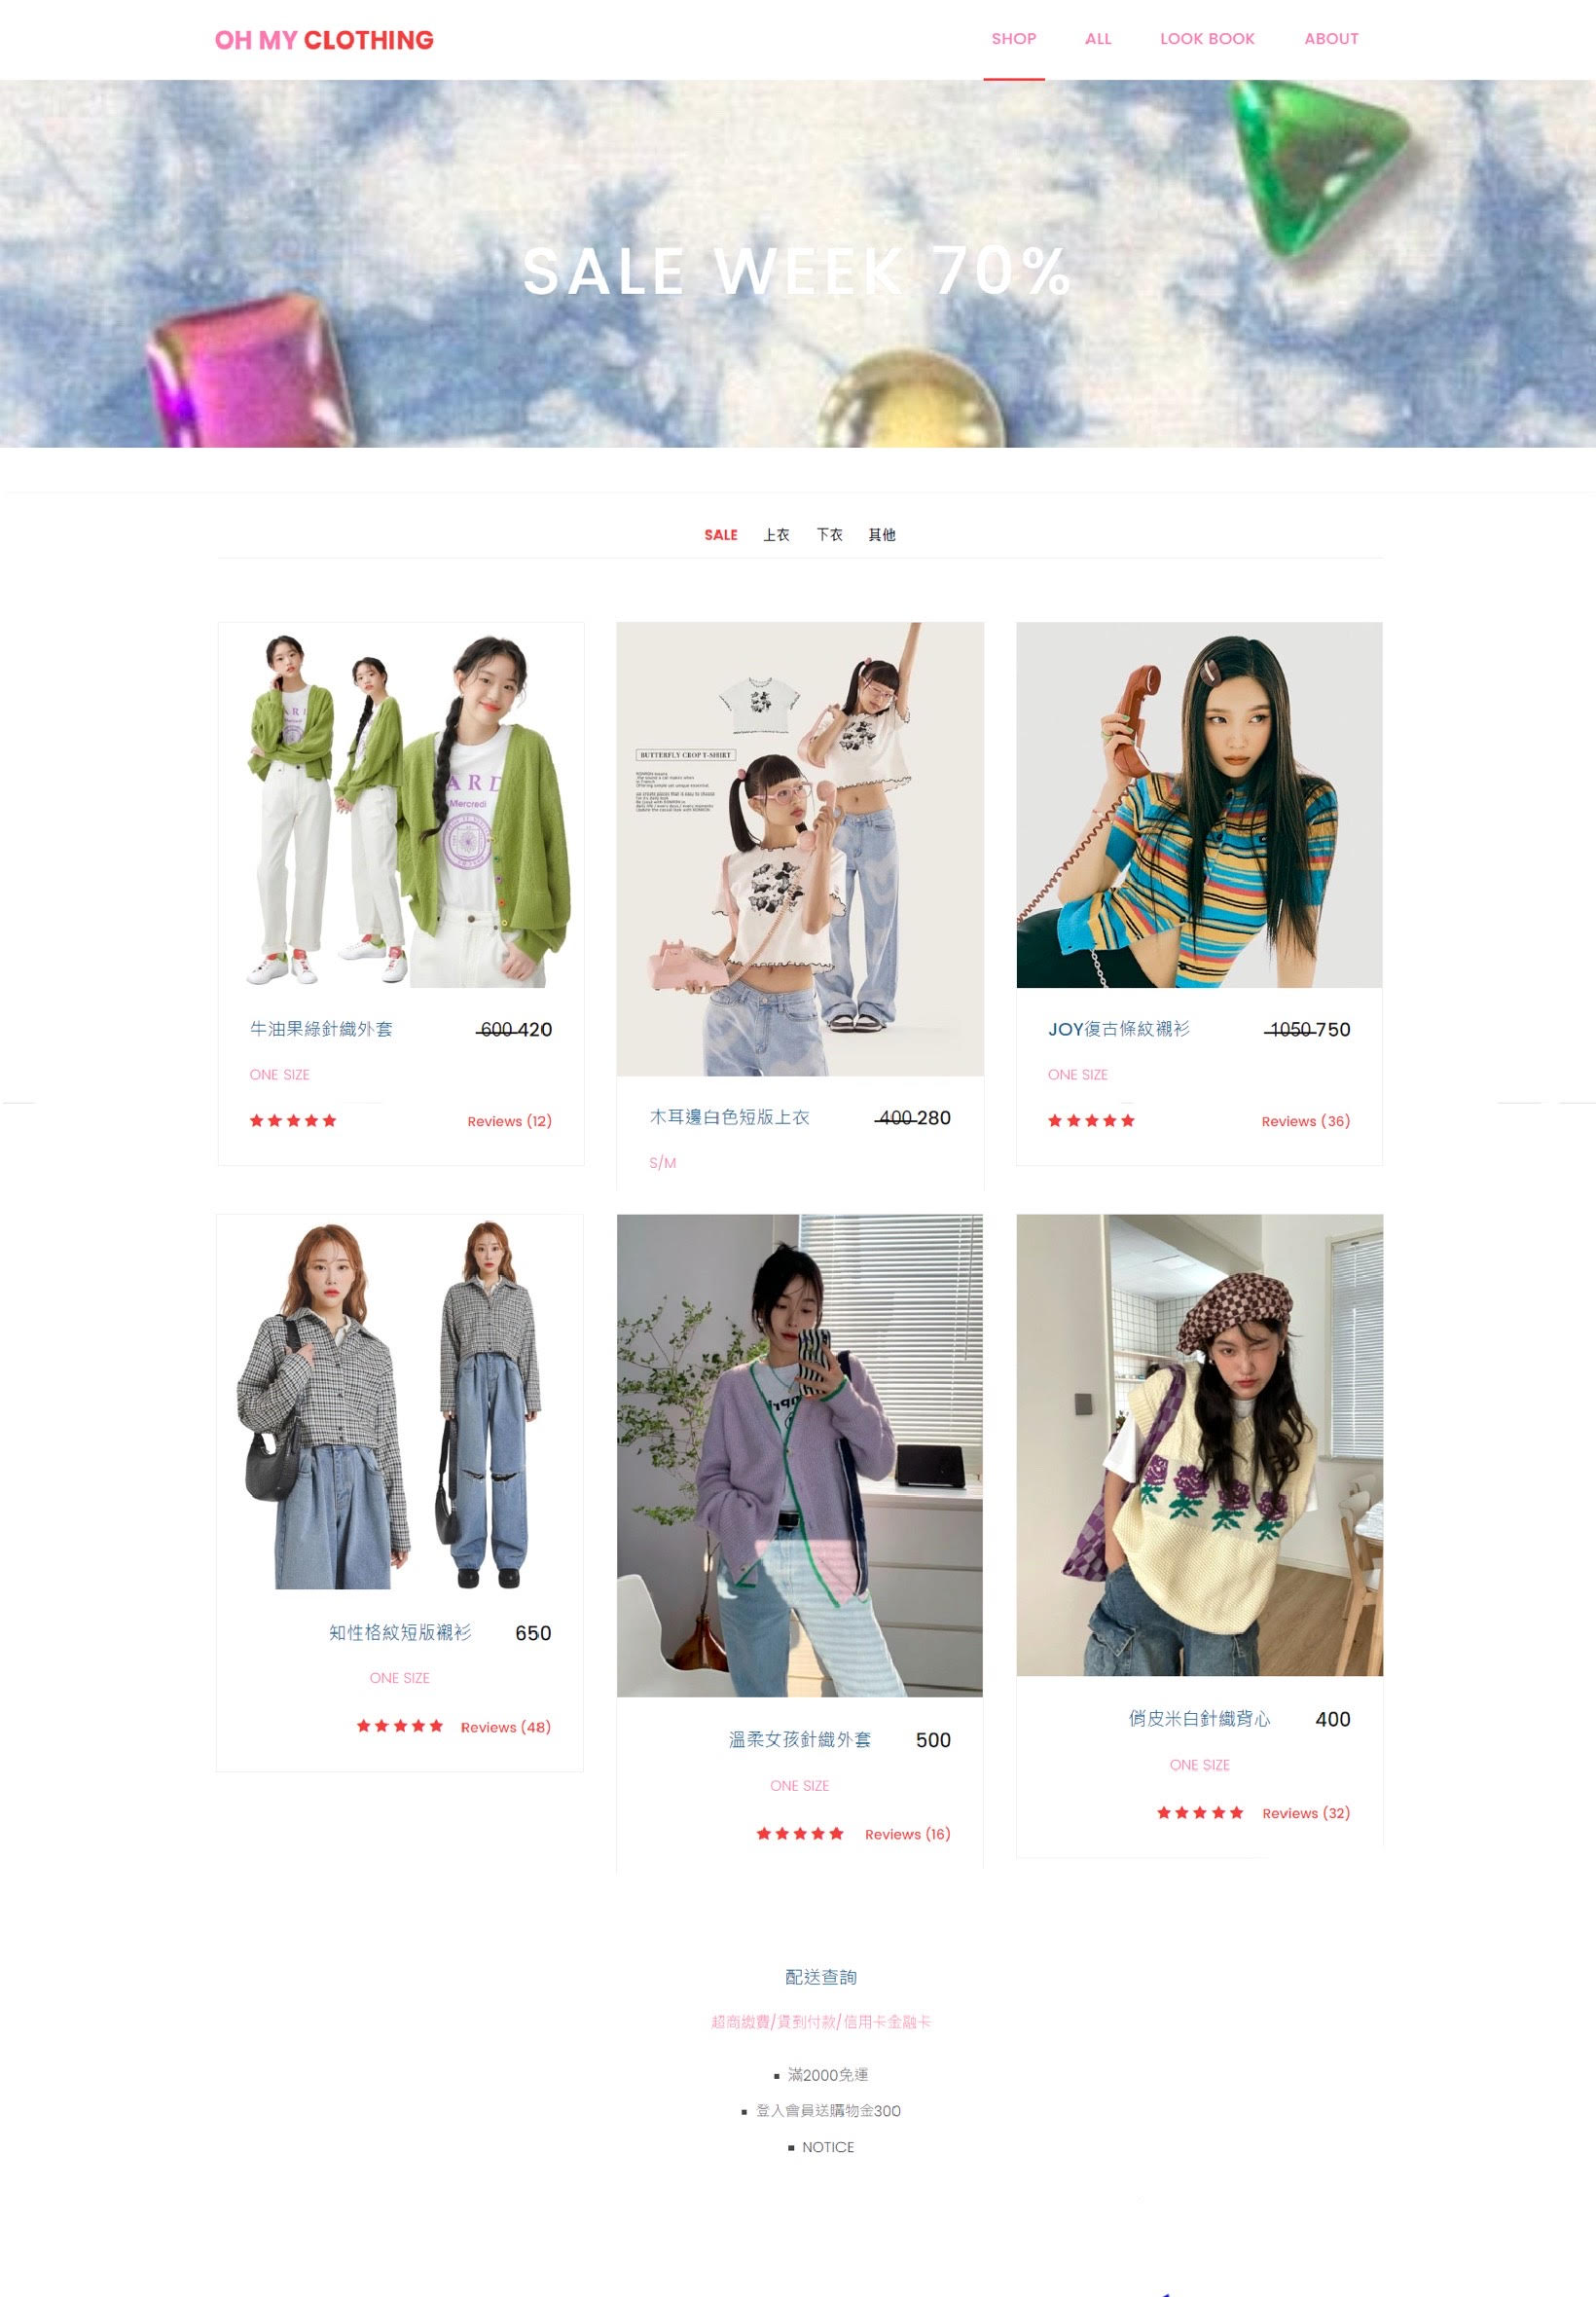 OH MY CLOTHING
SHOP ALL LOOK BOOK ABOUT
SALE WEEK 70%
SALE 上衣 下衣 其他
ARD
Mercredi
BUTTERFLY CROP T-SHIRT
牛油果綠針織外套 600 420
ONE SIZE
Reviews (12)
木耳邊白色短版上衣 400 280
S/M
JOY復古條紋襯衫 1050 750
ONE SIZE
Reviews (36)
知性格紋短版襯衫 650
ONE SIZE
Reviews (48)
溫柔女孩針織外套 500
ONE SIZE
Reviews (16)
俏皮米白針織背心 400
ONE SIZE
Reviews (32)
配送查詢
超商繳費/貨到付款/信用卡金融卡
▪ 滿2000免運
▪ 登入會員送購物金300
▪ NOTICE